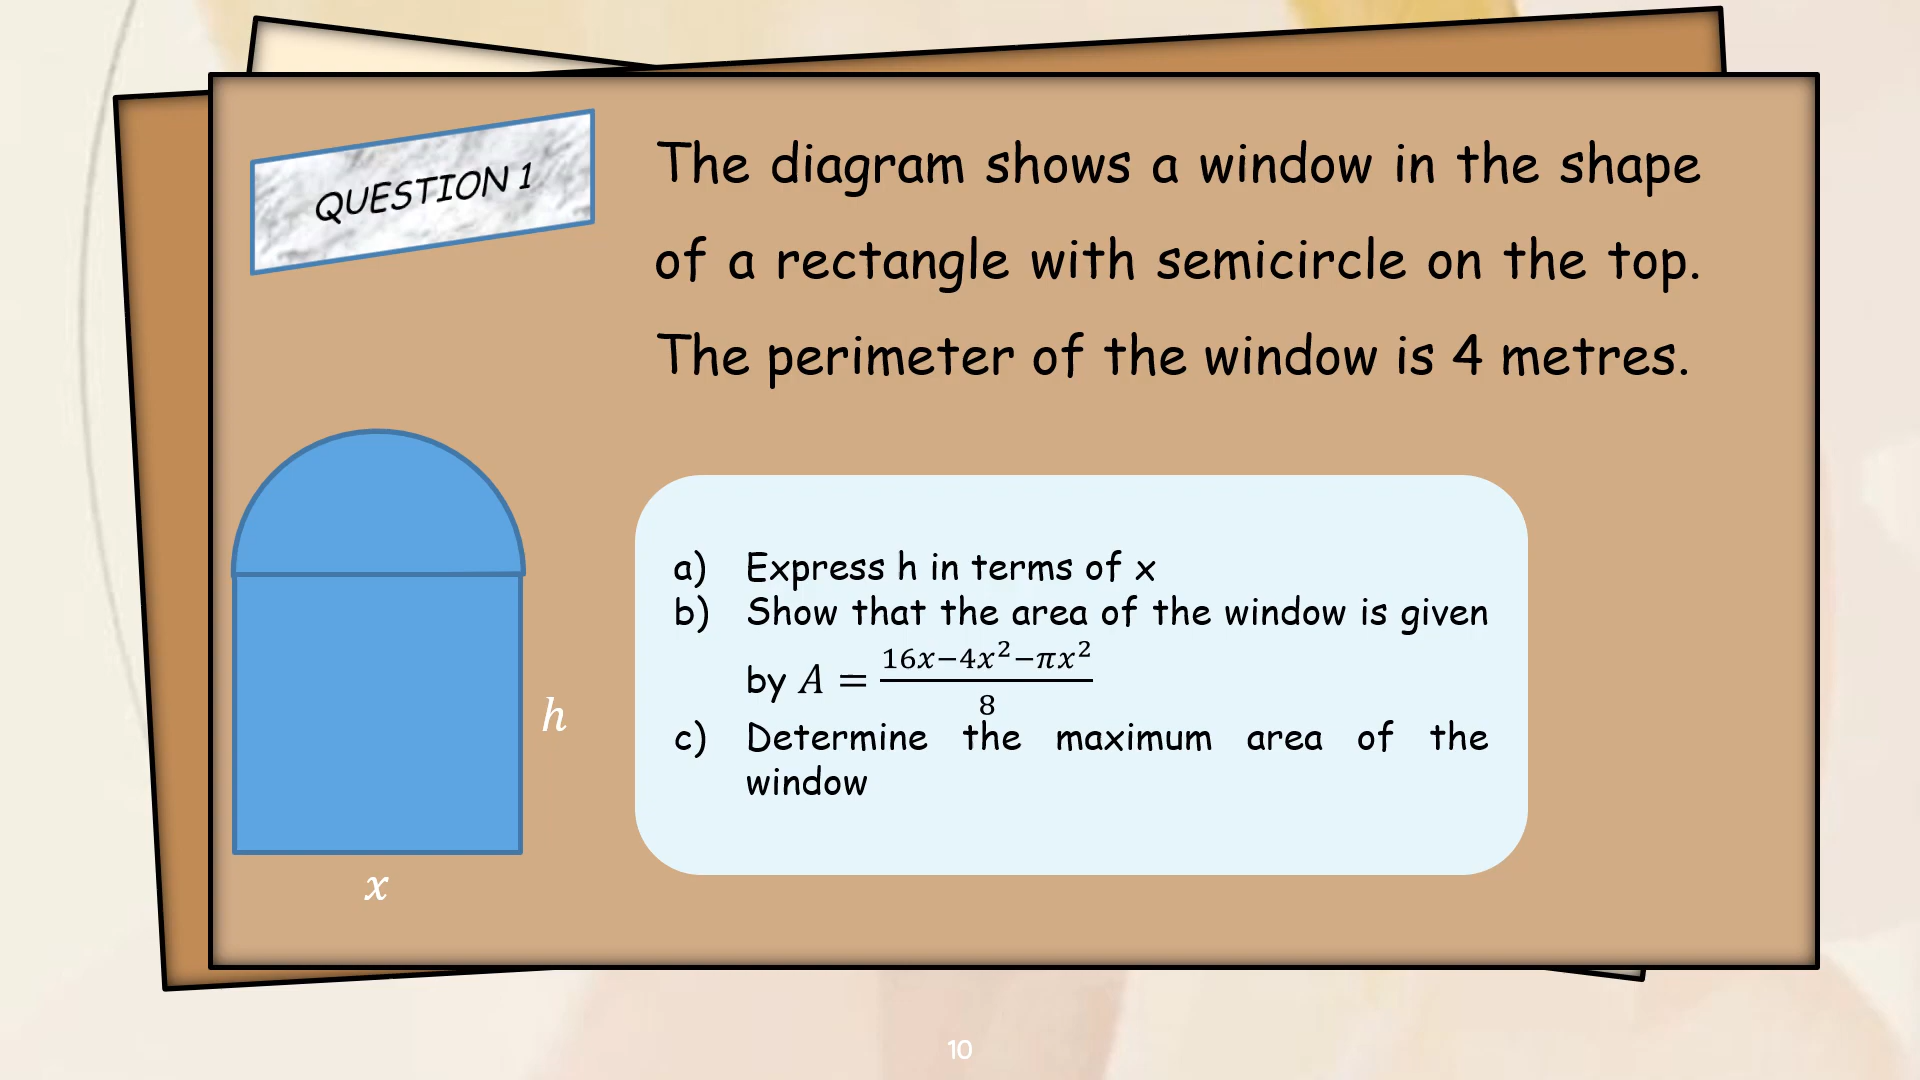 QUESTION 1
The diagram shows a window in the shape
of a rectangle with semicircle on the top.
The perimeter of the window is 4 metres.
h
x
a) Express h in terms of x
b) Show that the area of the window is given
by A = (16x−4x²−πx²)/8
c) Determine the maximum area of the
window
10